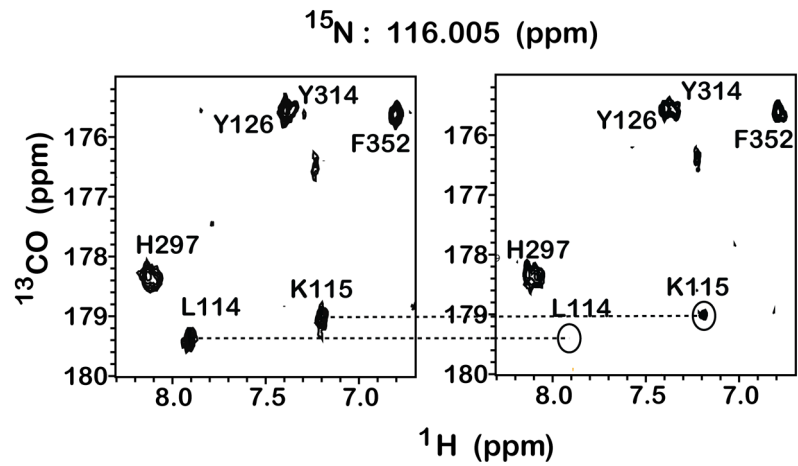 15N : 116.005 (ppm)
Y314
Y126
F352
H297
L114
K115
176
177
178
179
180
8.0 7.5 7.0
Y314
Y126
F352
H297
L114
K115
176
177
178
179
180
8.0 7.5 7.0
13CO (ppm)
1H (ppm)